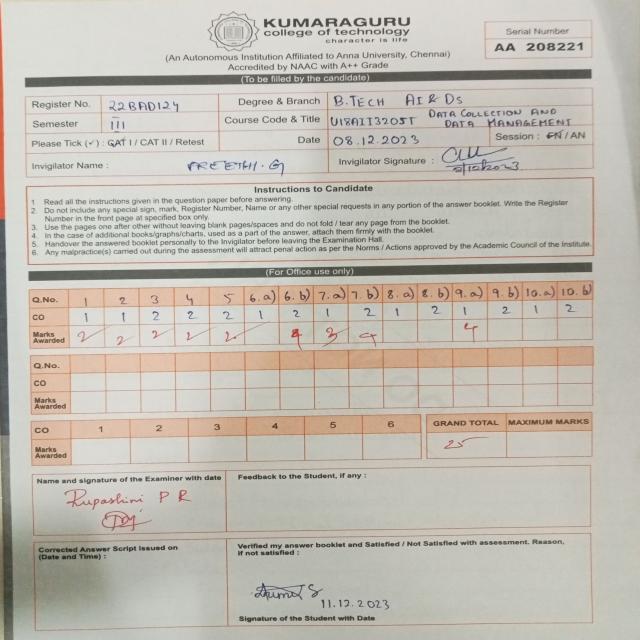 KUMARAGURU
college of technology
character is life
(An Autonomous Institution Affiliated to Anna University, Chennai)
Accredited by NAAC with A++ Grade
Serial Number
AA 208221
(To be filled by the candidate)
Register No. 22BAD124 Degree & Branch B.TECH AI & DS
Semester III Course Code & Title U18AIT3205T DATA COLLECTION AND DATA MANAGEMENT
Please Tick (✓) : CAT I / CAT II / Retest Date 08.12.2023 Session : FN / AN
Invigilator Name : PREETHI.G Invigilator Signature :
Instructions to Candidate
1 Read all the instructions given in the question paper before answering.
2. Do not include any special sign, mark, Register Number, Name or any other special requests in any portion of the answer booklet. Write the Register
Number in the front page at specified box only.
3. Use the pages one after other without leaving blank pages/spaces and do not fold / tear any page from the booklet.
4. In the case of additional books/graphs/charts, used as a part of the answer, attach them firmly with the booklet.
5. Handover the answered booklet personally to the Invigilator before leaving the Examination Hall.
6. Any malpractice(s) carried out during the assessment will attract penal action as per the Norms / Actions approved by the Academic Council of the Institute.
(For Office use only)
Q.No. 1 2 3 4 5 6.a) 6.b) 7.a) 7.b) 8.a) 8.b) 9.a) 9.b) 10.a) 10.b)
CO 1 1 2 2 2 1 2 1 2 1 2 1 2 1 2
Marks Awarded 2 2 2 2 2 4 3 4 4
Q.No.
CO
Marks Awarded
CO 1 2 3 4 5 6 GRAND TOTAL MAXIMUM MARKS
Marks Awarded 25
Name and signature of the Examiner with date Feedback to the Student, if any :
Rupashini P R
Corrected Answer Script issued on
(Date and Time) :
Verified my answer booklet and Satisfied / Not Satisfied with assessment. Reason,
if not satisfied :
11.12.2023
Signature of the Student with Date